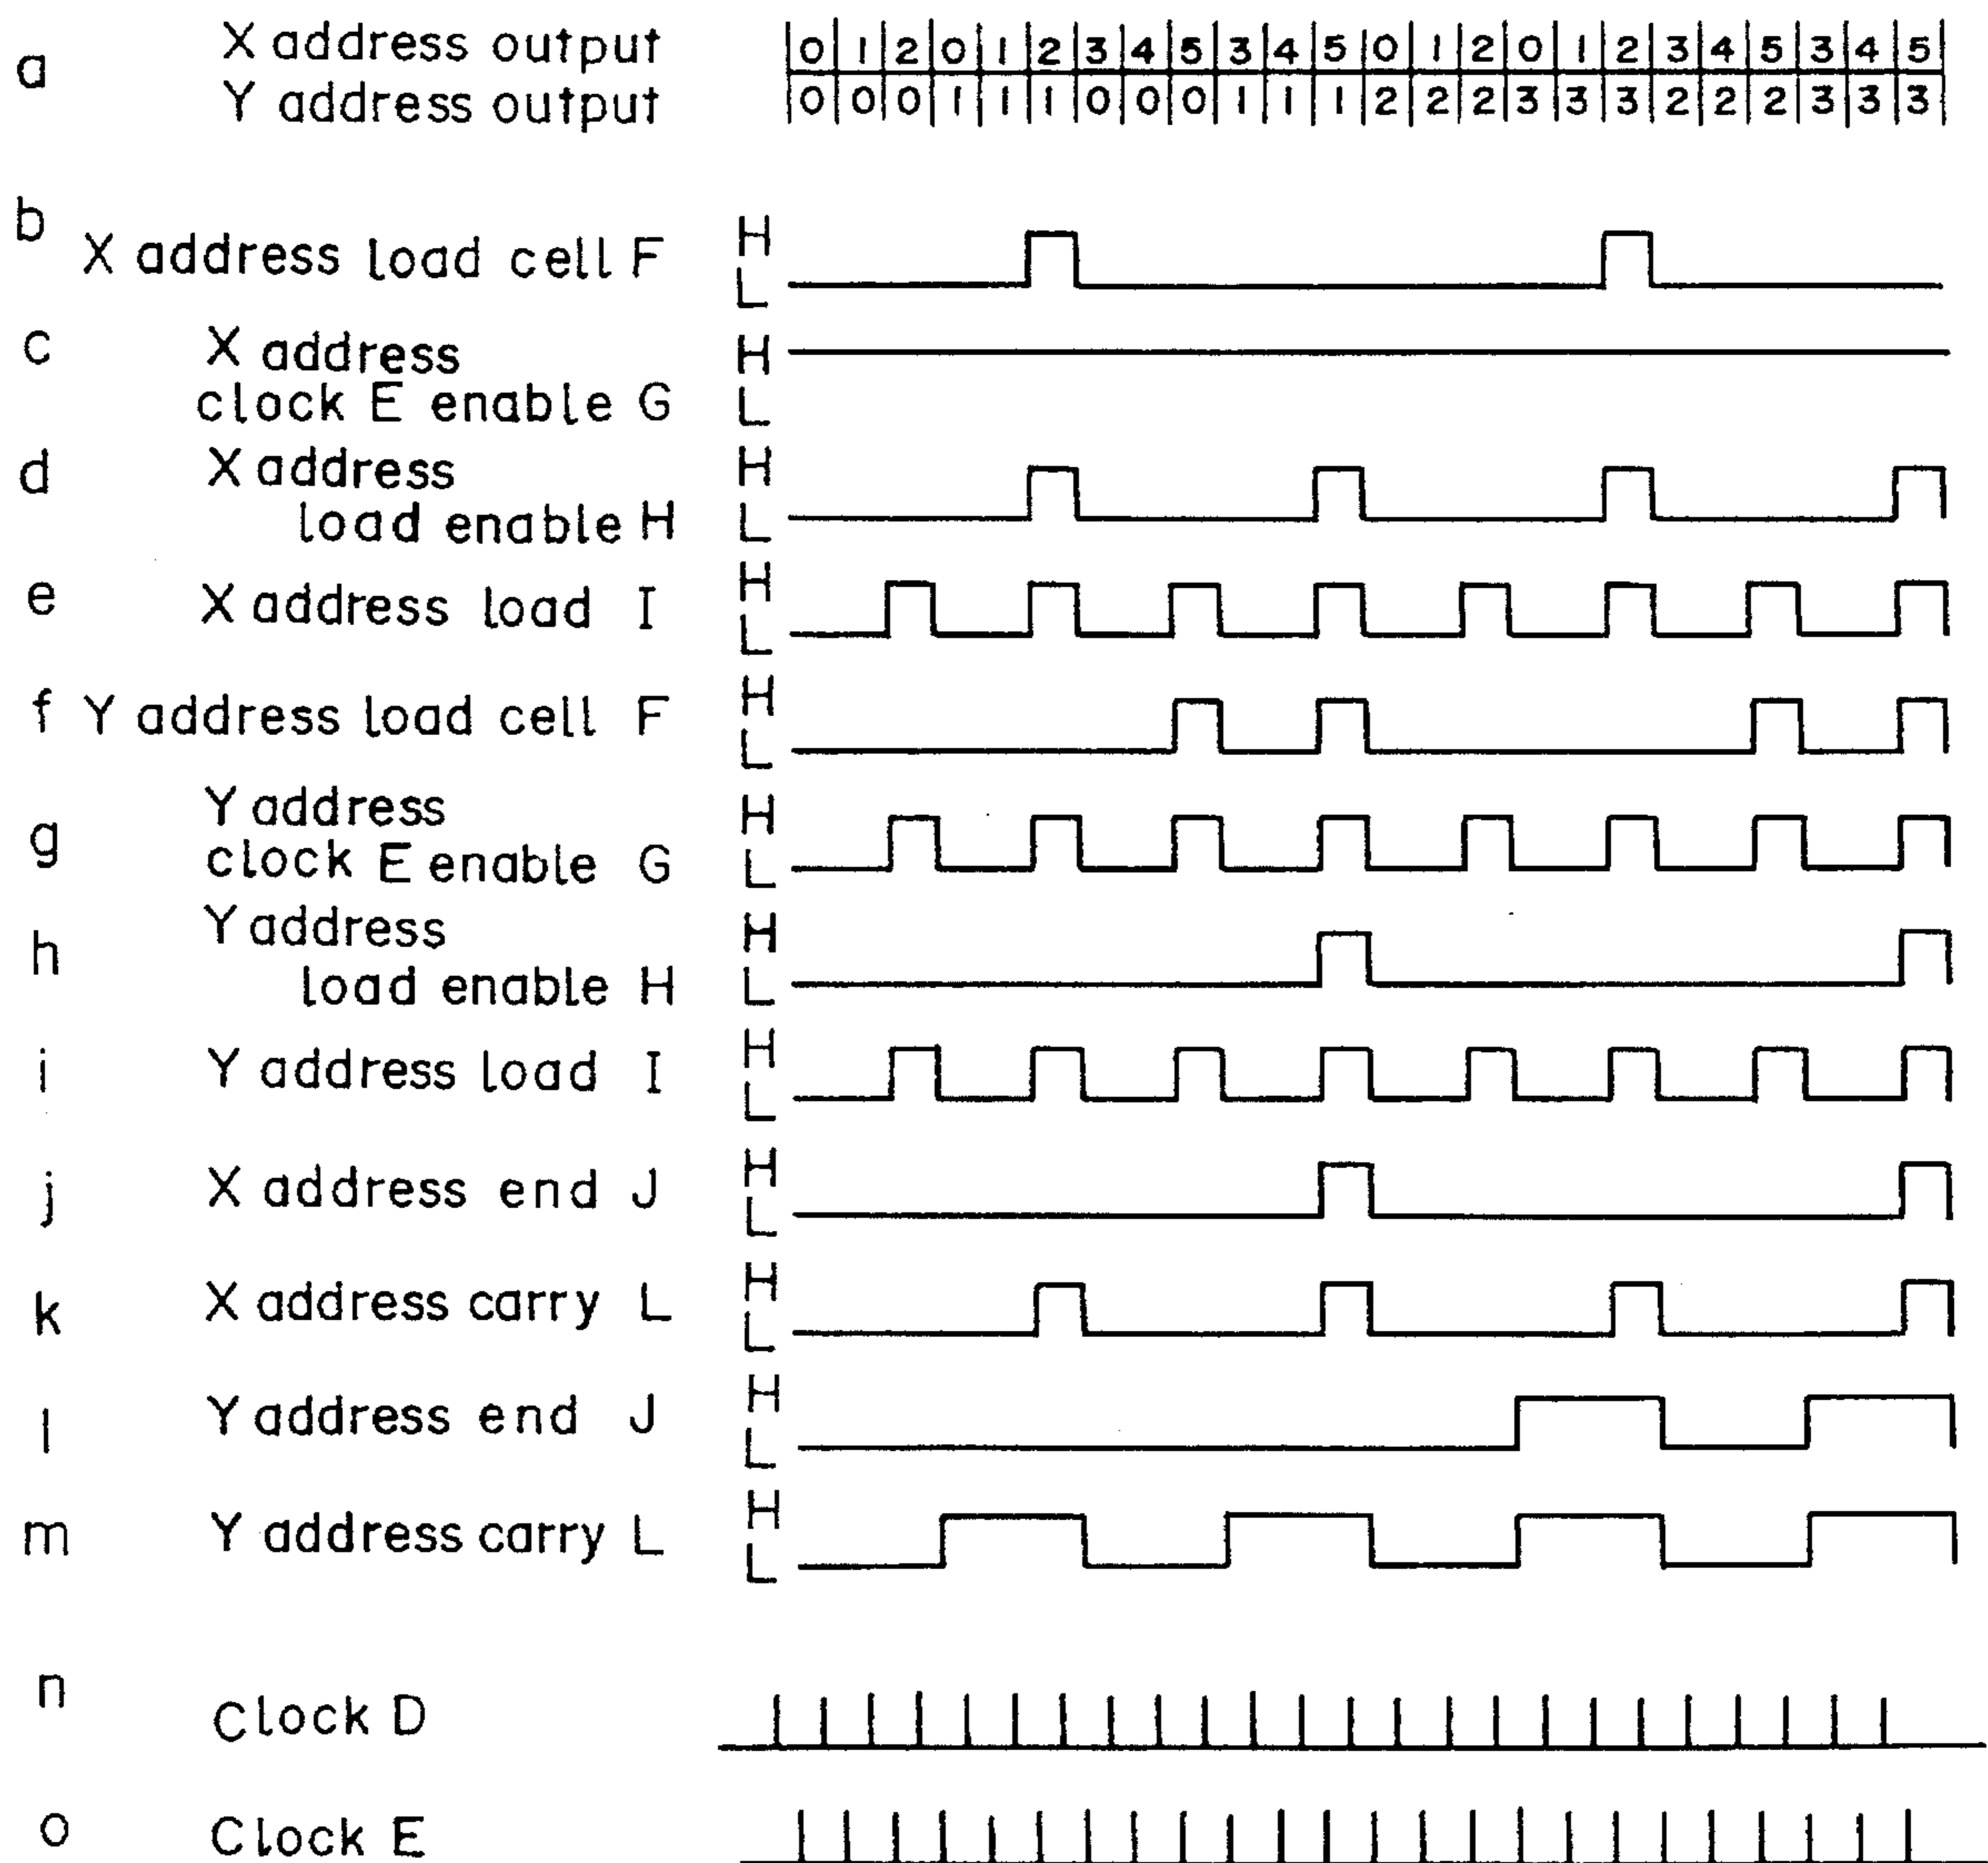 a X address output 0 1 2 0 1 2 3 4 5 3 4 5 0 1 2 0 1 2 3 4 5 3 4 5
Y address output 0 0 0 1 1 1 0 0 0 1 1 1 2 2 2 3 3 3 2 2 2 3 3 3
b X address load cell F H
L
c X address H
clock E enable G L
d X address H
load enable H L
e X address load I H
L
f Y address load cell F H
L
g Y address H
clock E enable G L
h Y address H
load enable H L
i Y address load I H
L
j X address end J H
L
k X address carry L H
L
l Y address end J H
L
m Y address carry L H
L
n Clock D
o Clock E